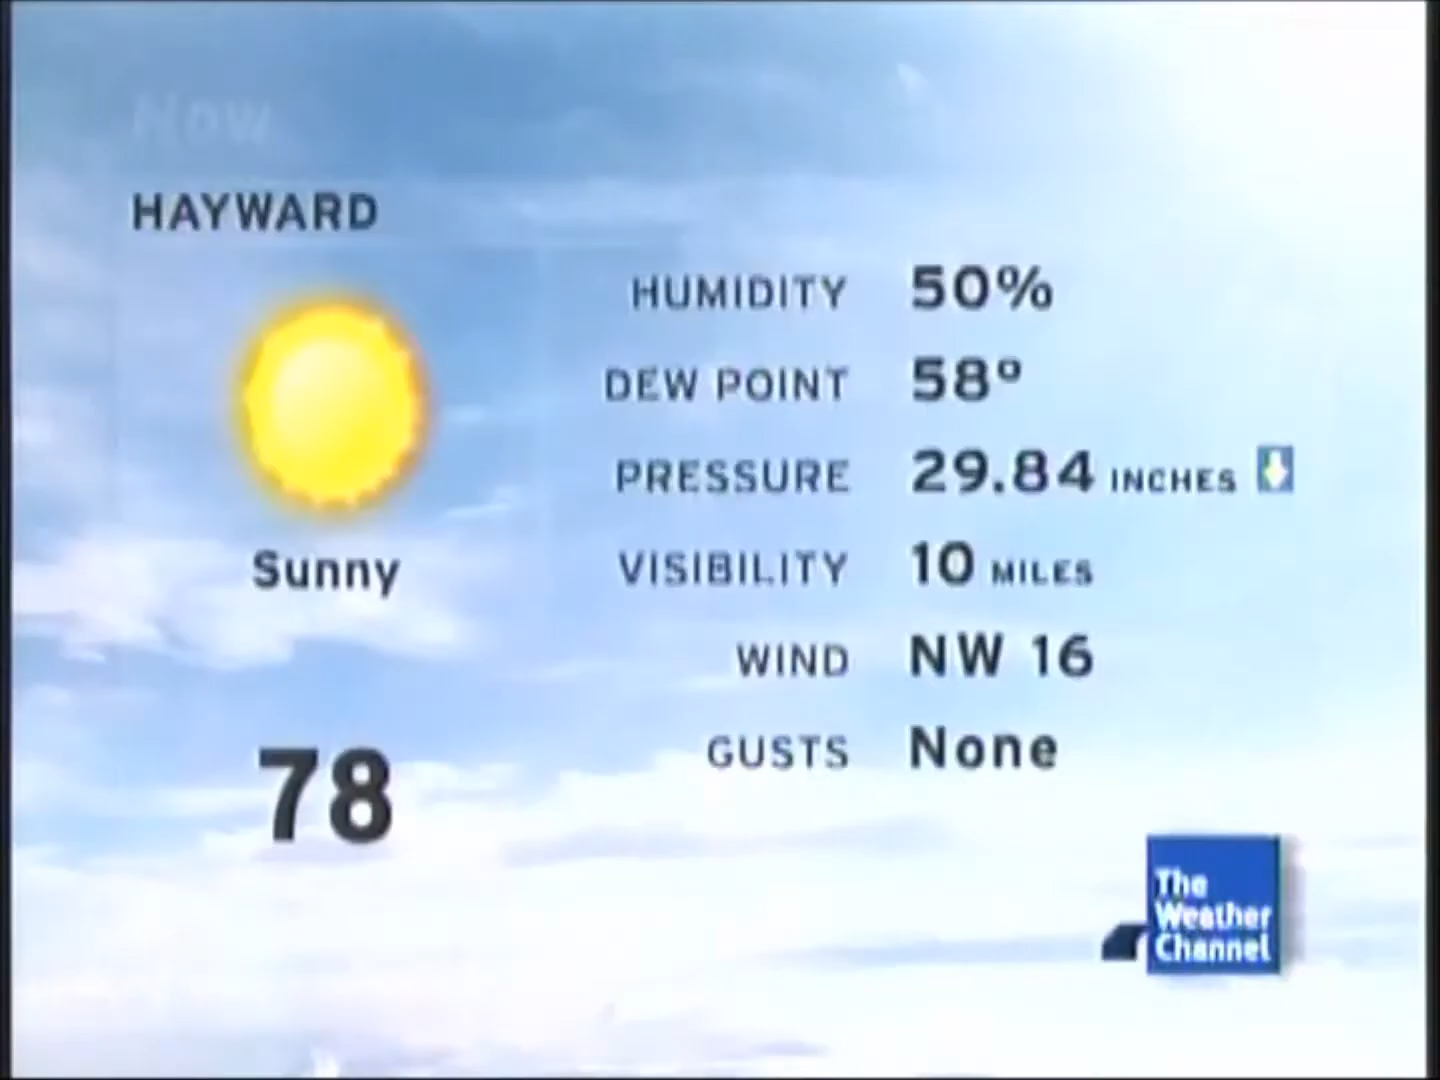 Now
HAYWARD
Sunny
78
HUMIDITY 50%
DEW POINT 58°
PRESSURE 29.84 INCHES
VISIBILITY 10 MILES
WIND NW 16
GUSTS None
The
Weather
Channel